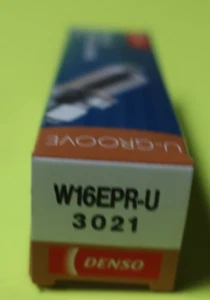 U-GROOVE
W16EPR-U
3021
DENSO